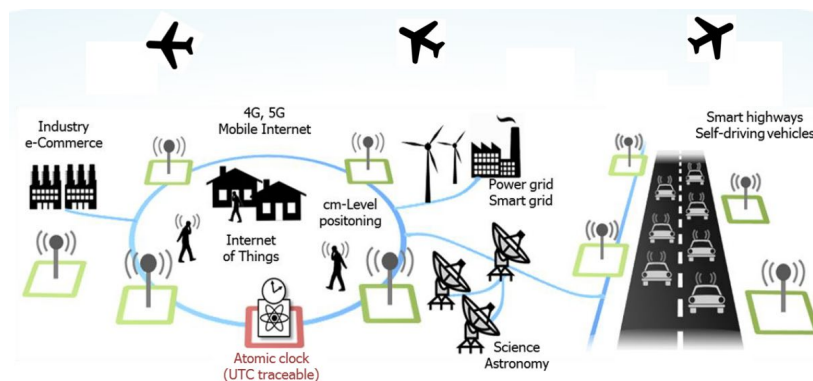 Industry
e-Commerce
4G, 5G
Mobile Internet
Smart highways
Self-driving vehicles
Power grid
Smart grid
cm-Level
positoning
Internet
of Things
Science
Astronomy
Atomic clock
(UTC traceable)